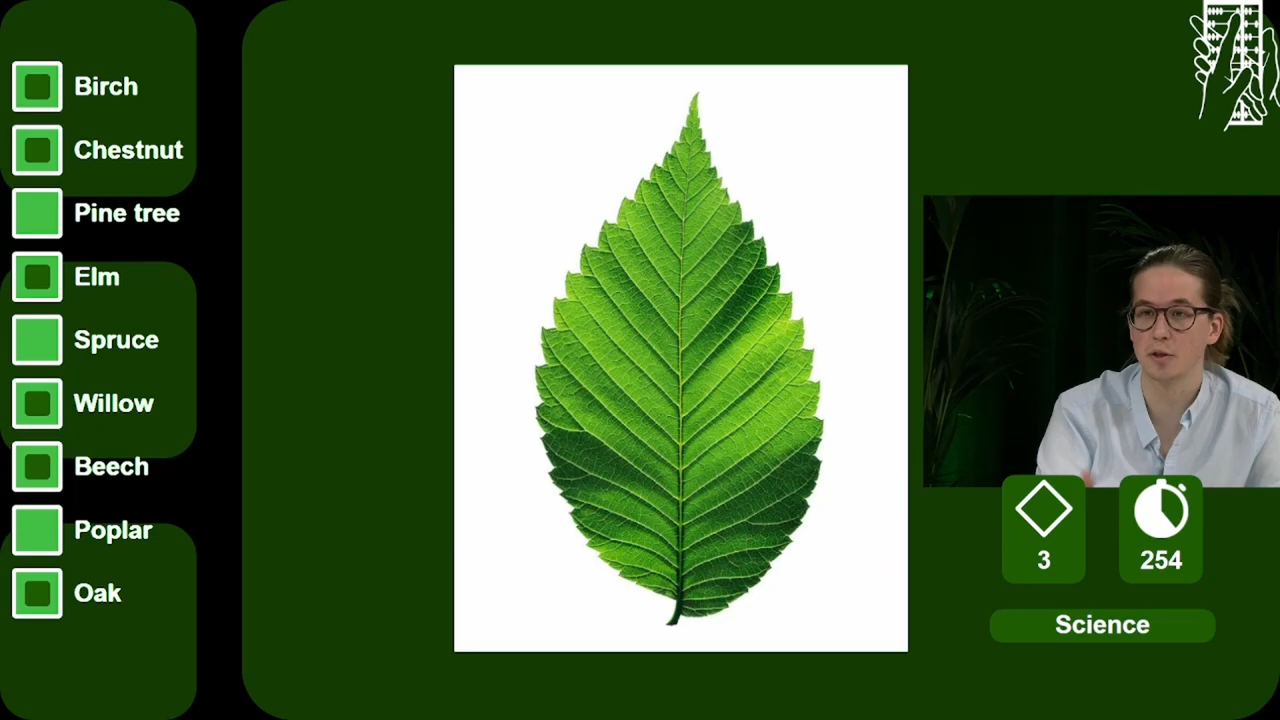 Birch
Chestnut
Pine tree
Elm
Spruce
Willow
Beech
Poplar
Oak
3
254
Science